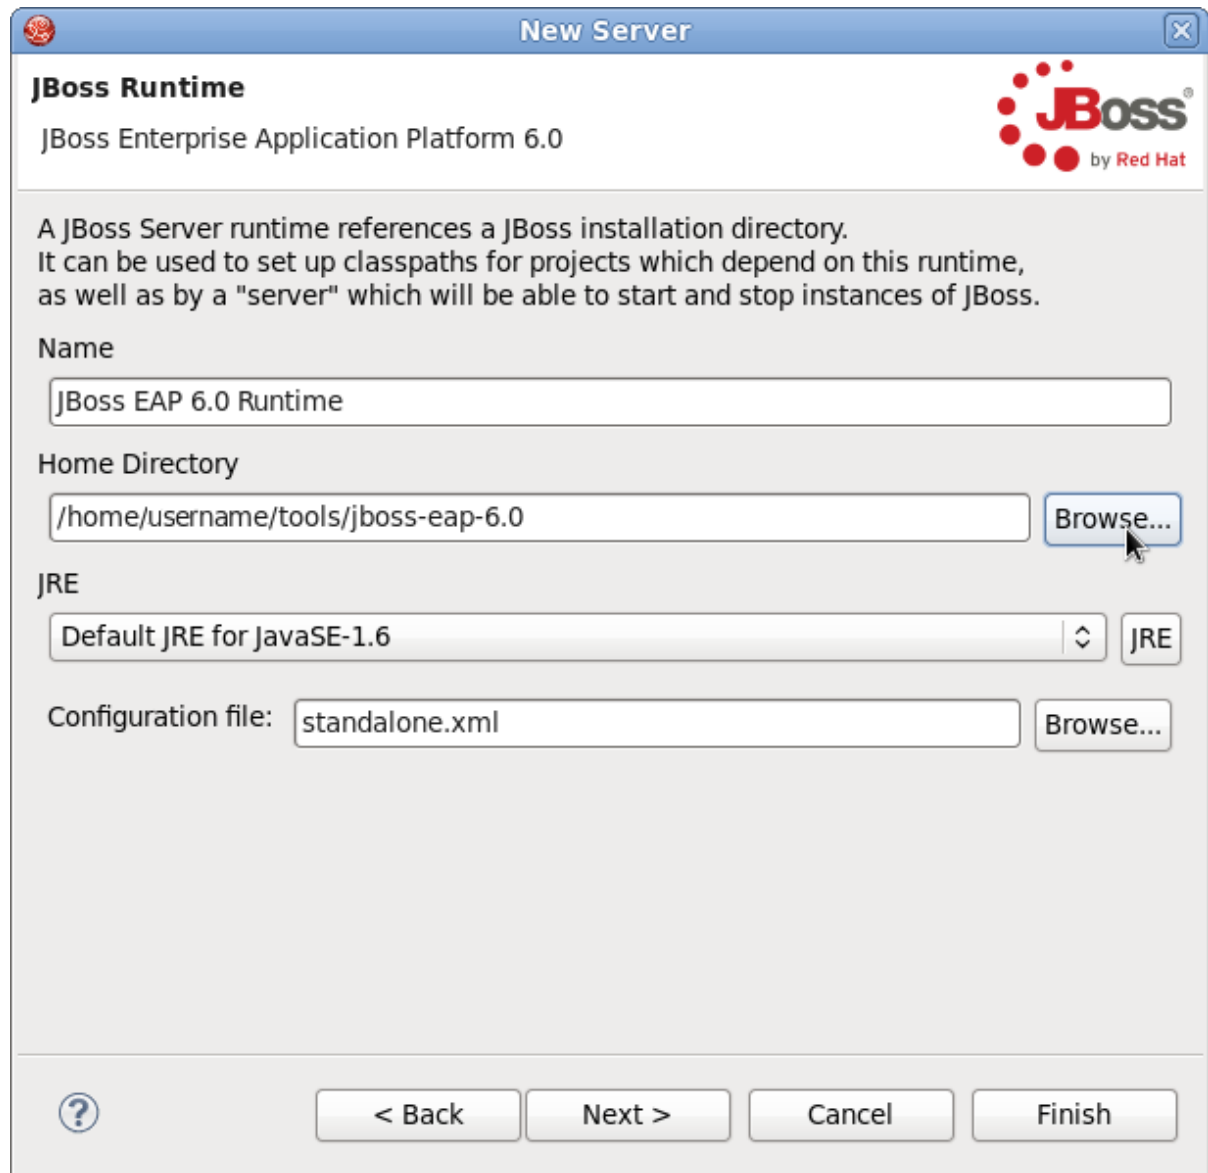 New Server
JBoss Runtime
JBoss Enterprise Application Platform 6.0
JBoss®
by Red Hat
A JBoss Server runtime references a JBoss installation directory.
It can be used to set up classpaths for projects which depend on this runtime,
as well as by a "server" which will be able to start and stop instances of JBoss.
Name
JBoss EAP 6.0 Runtime
Home Directory
/home/username/tools/jboss-eap-6.0 Browse...
JRE
Default JRE for JavaSE-1.6 JRE
Configuration file: standalone.xml Browse...
? < Back Next > Cancel Finish